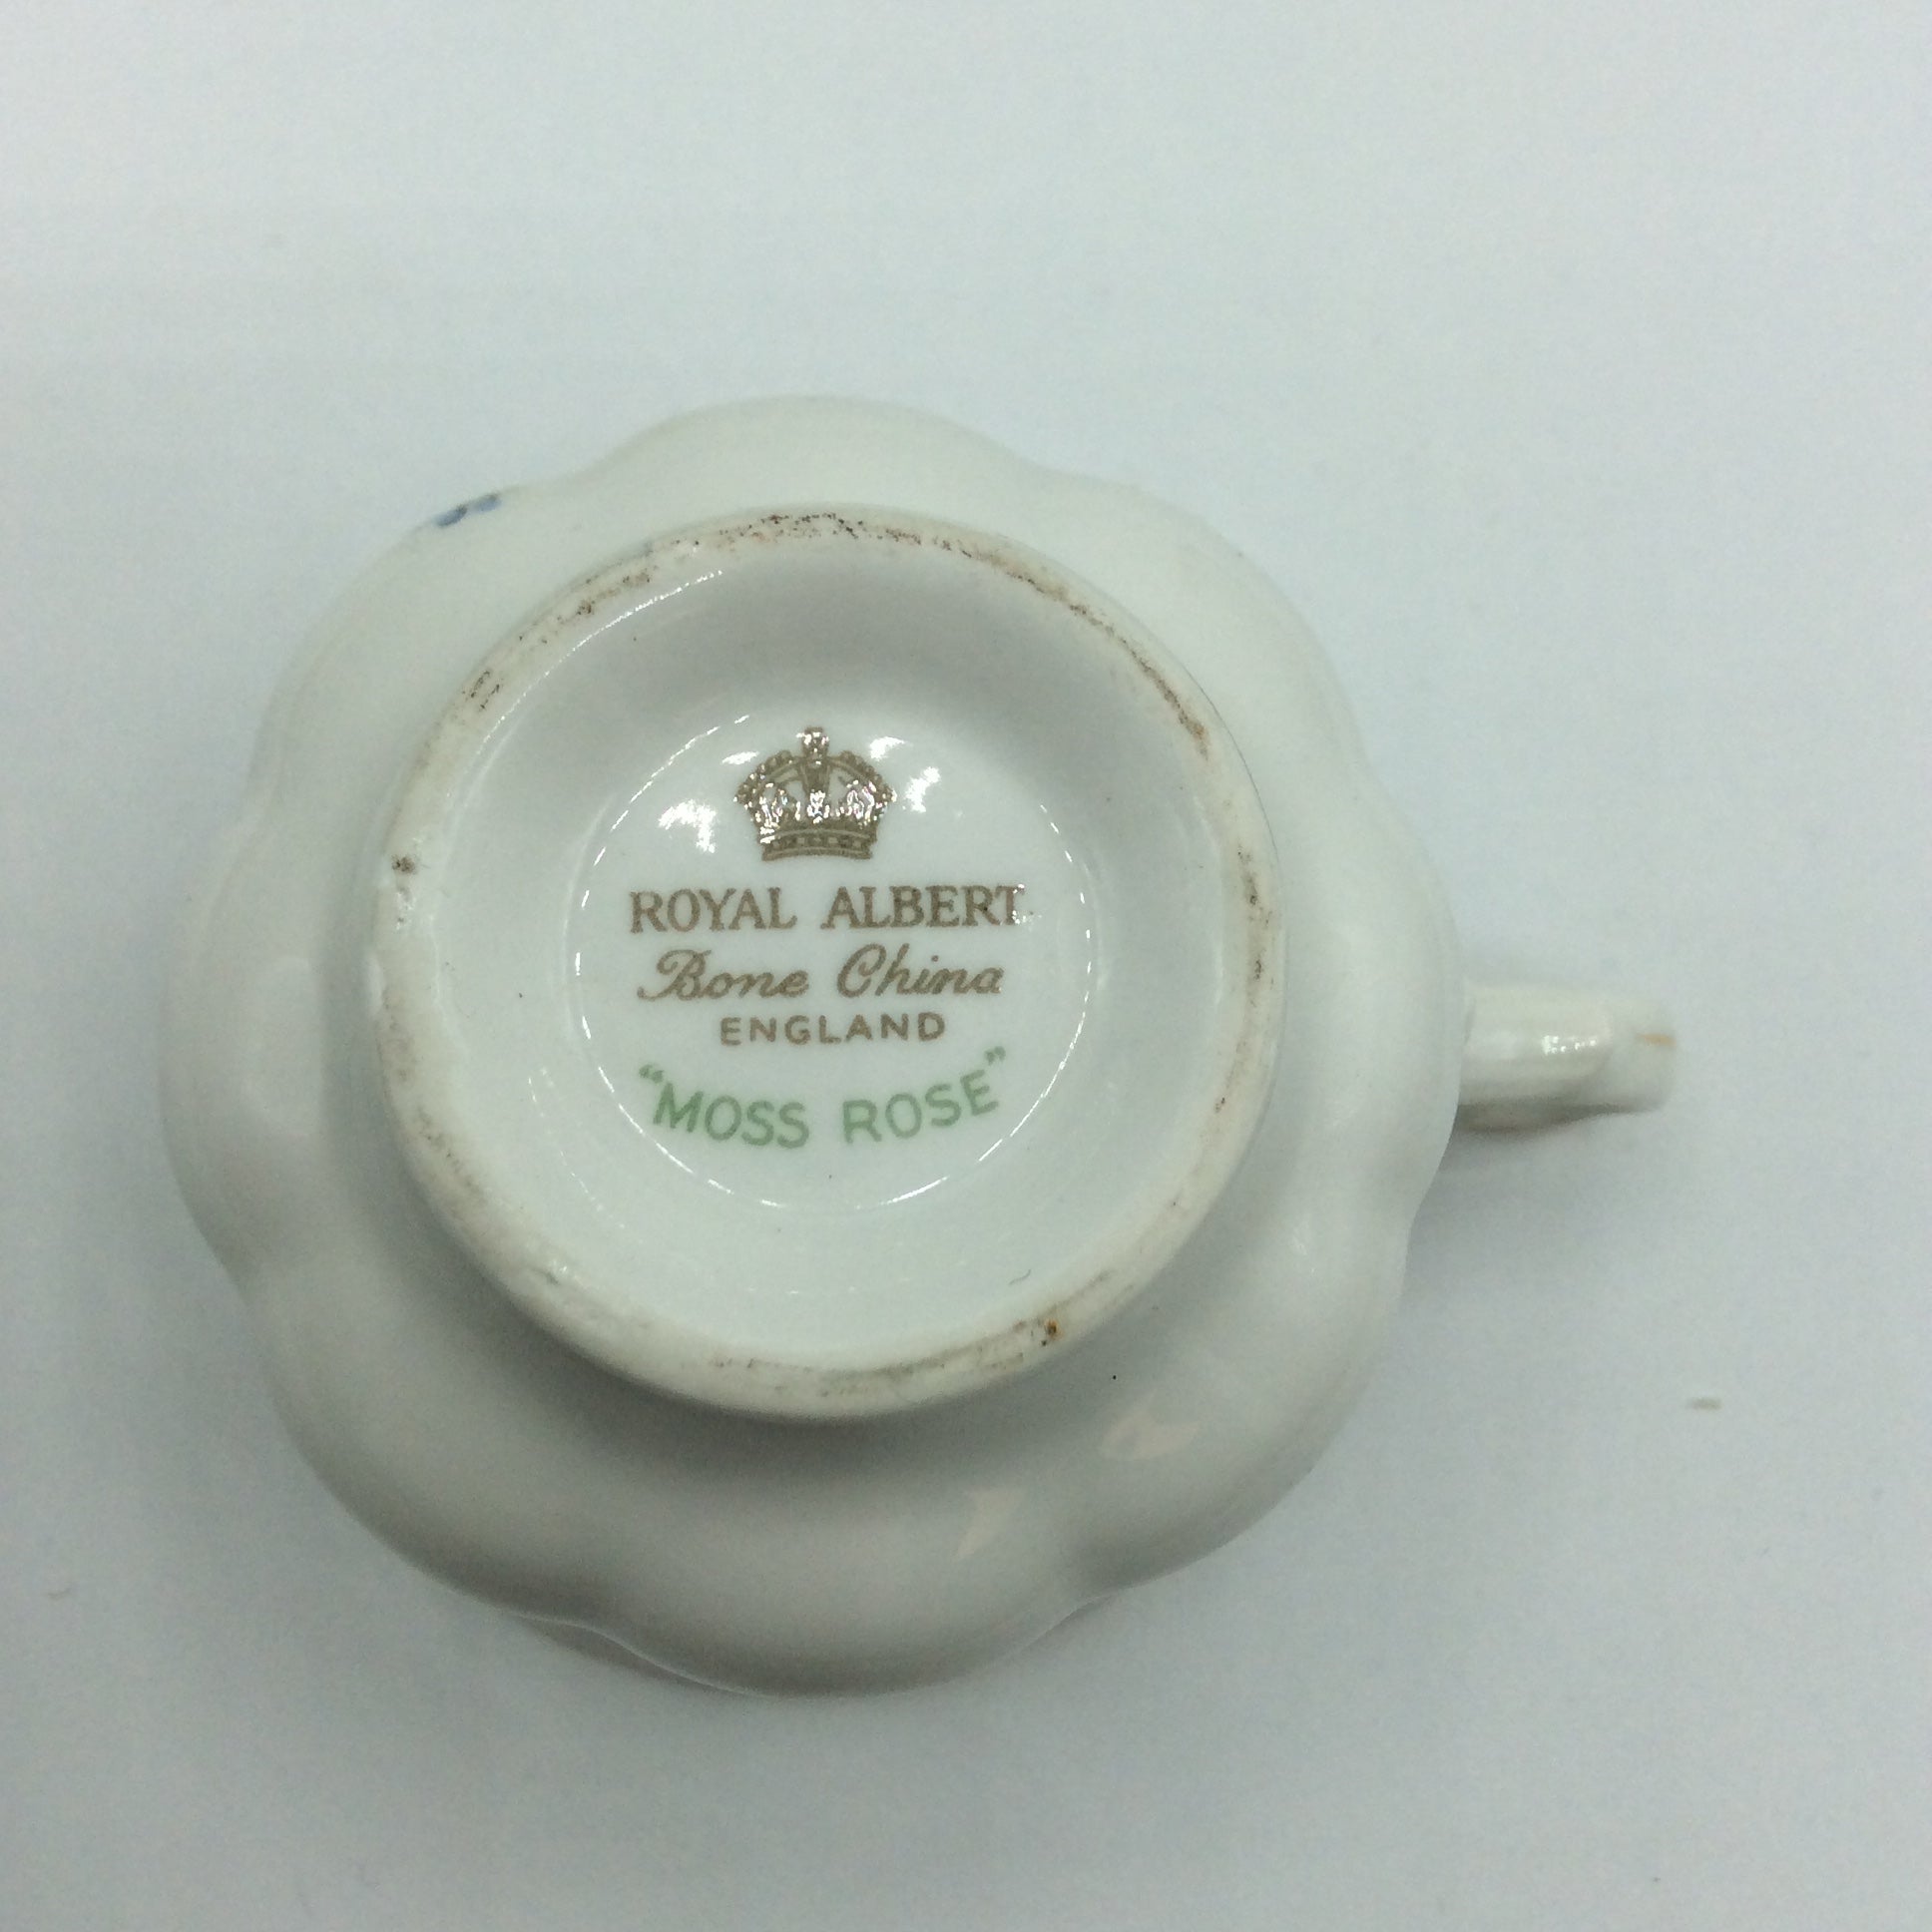 ROYAL ALBERT
Bone China
ENGLAND
"MOSS ROSE"